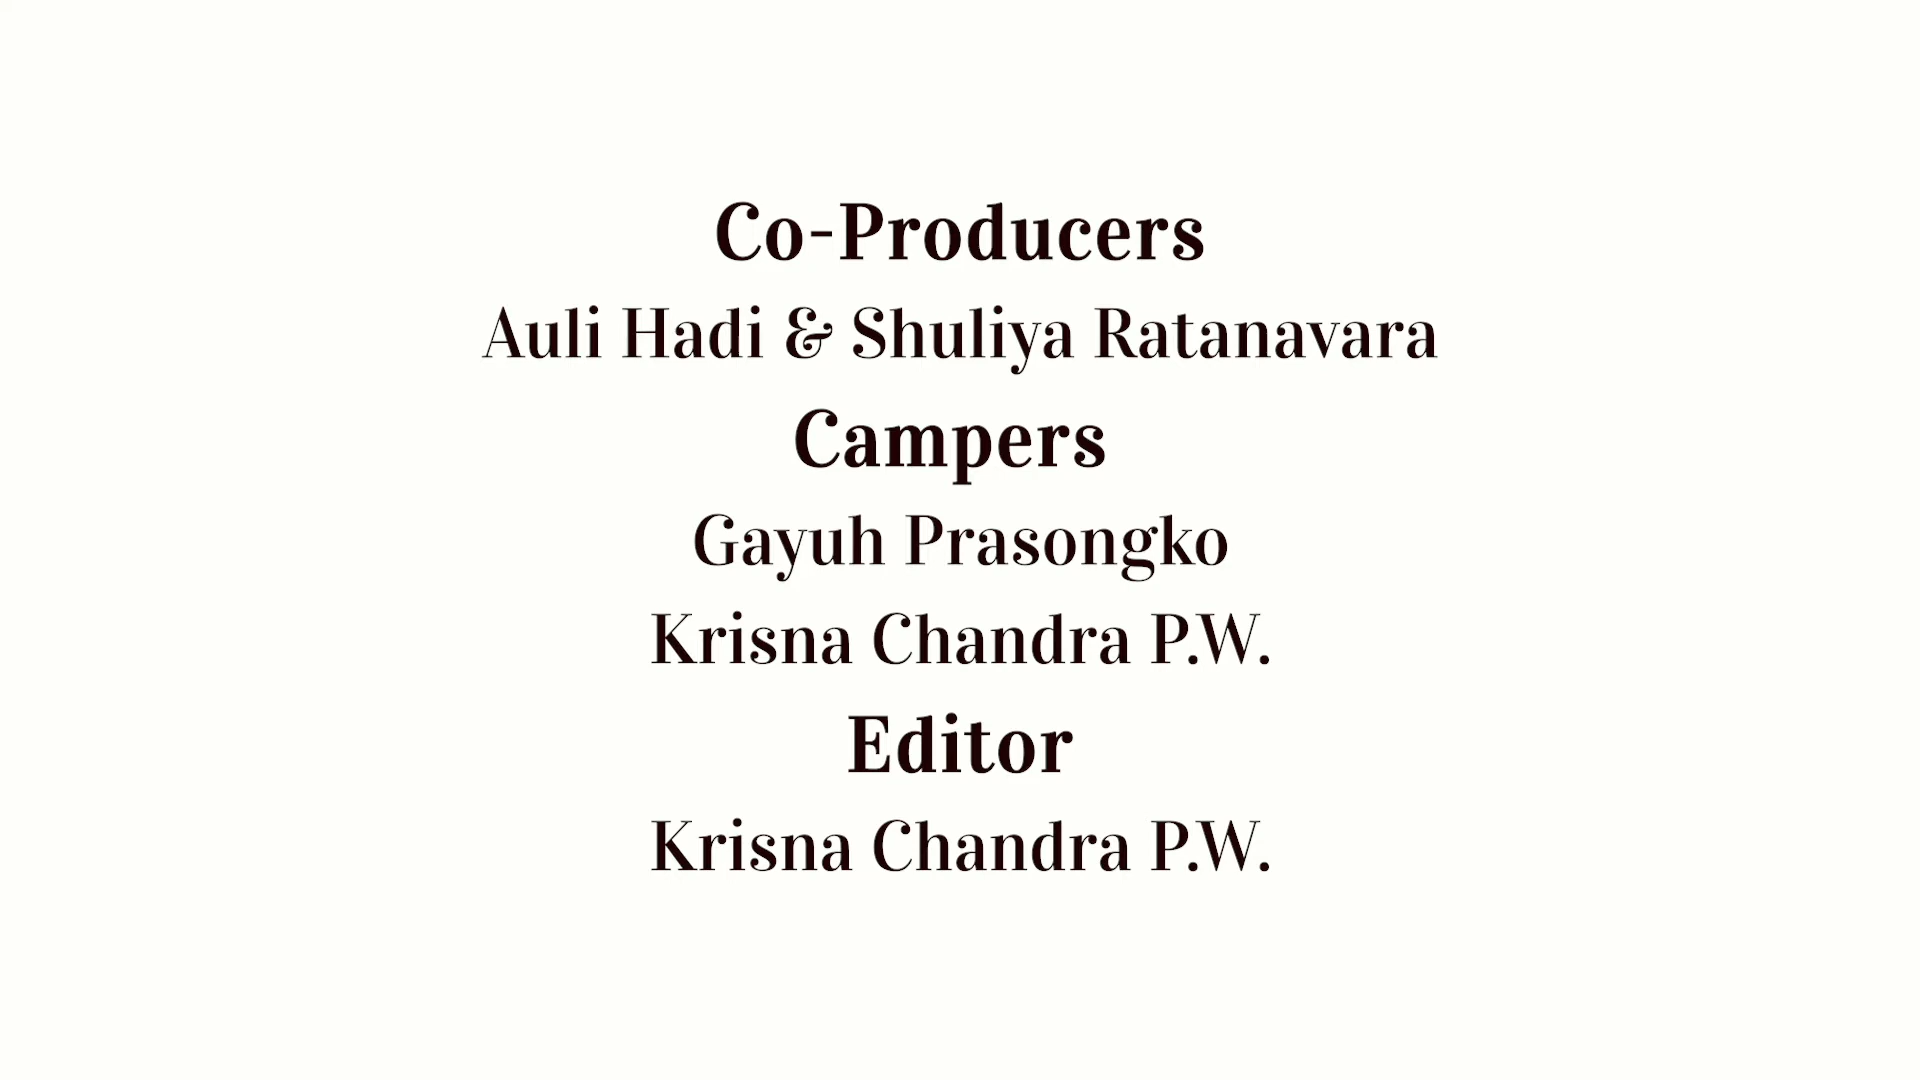 Co-Producers
Auli Hadi & Shuliya Ratanavara
Campers
Gayuh Prasongko
Krisna Chandra P.W.
Editor
Krisna Chandra P.W.